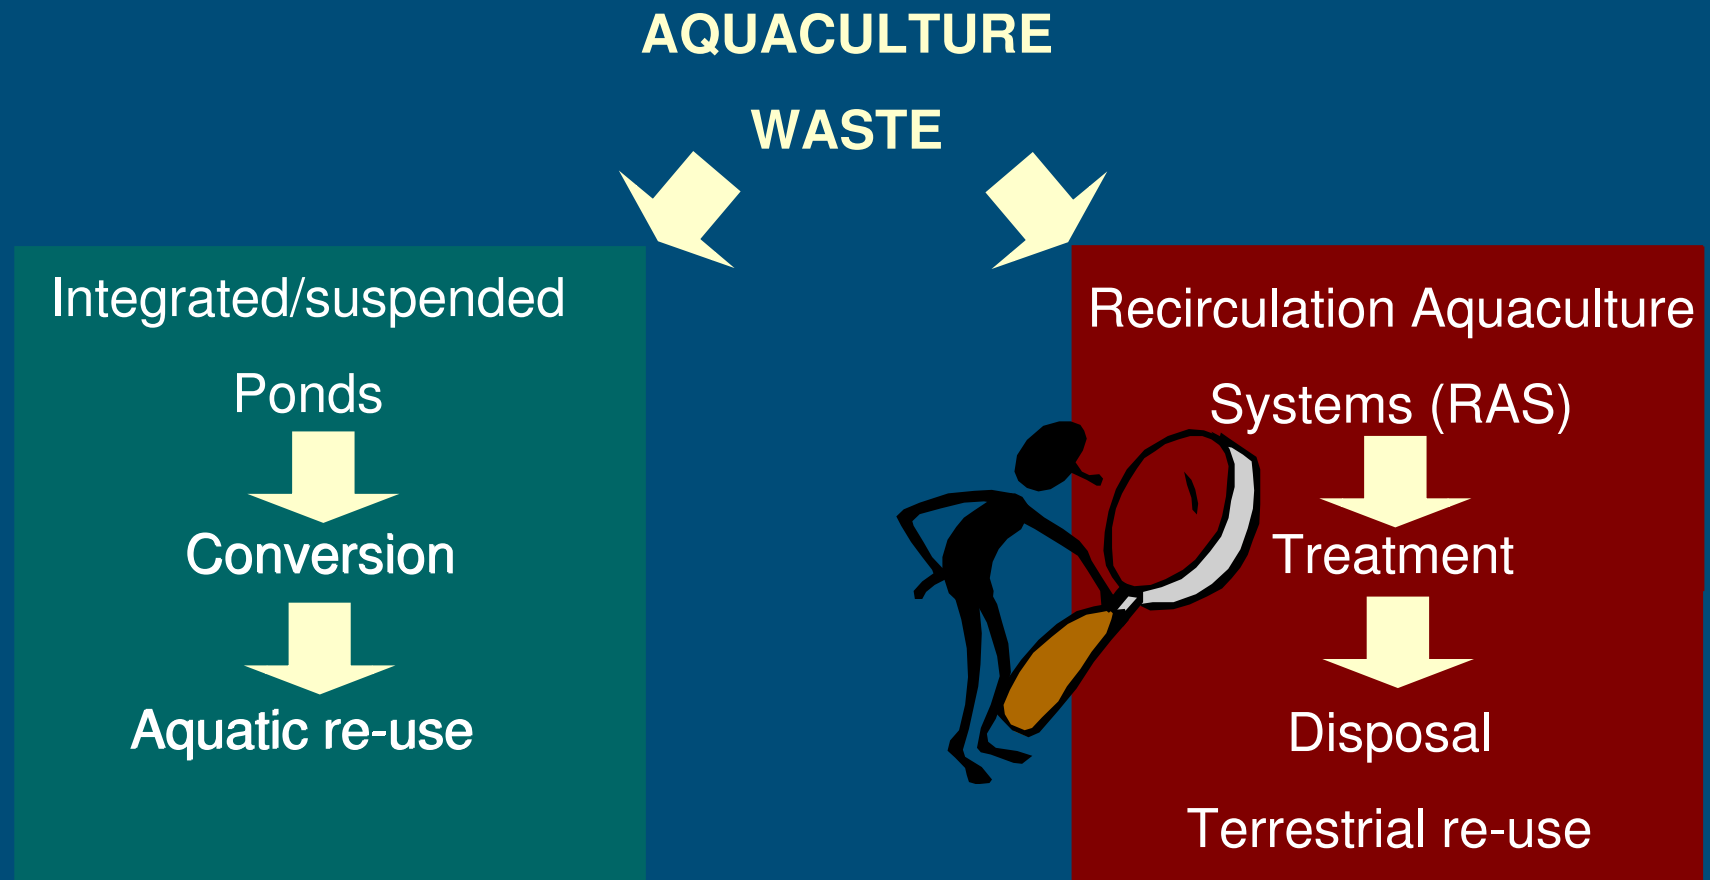 AQUACULTURE
WASTE
Integrated/suspended
Ponds
Conversion
Aquatic re-use
Recirculation Aquaculture
Systems (RAS)
Treatment
Disposal
Terrestrial re-use